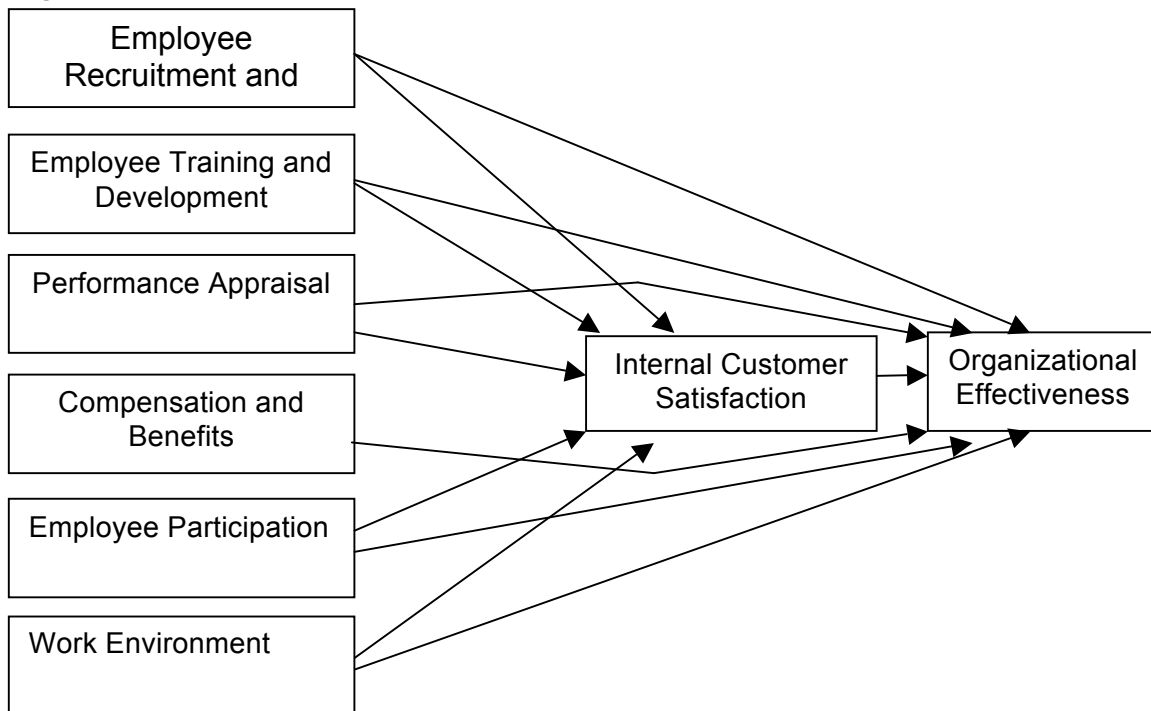 Employee
Recruitment and
Employee Training and
Development
Performance Appraisal
Compensation and
Benefits
Employee Participation
Work Environment
Internal Customer
Satisfaction
Organizational
Effectiveness